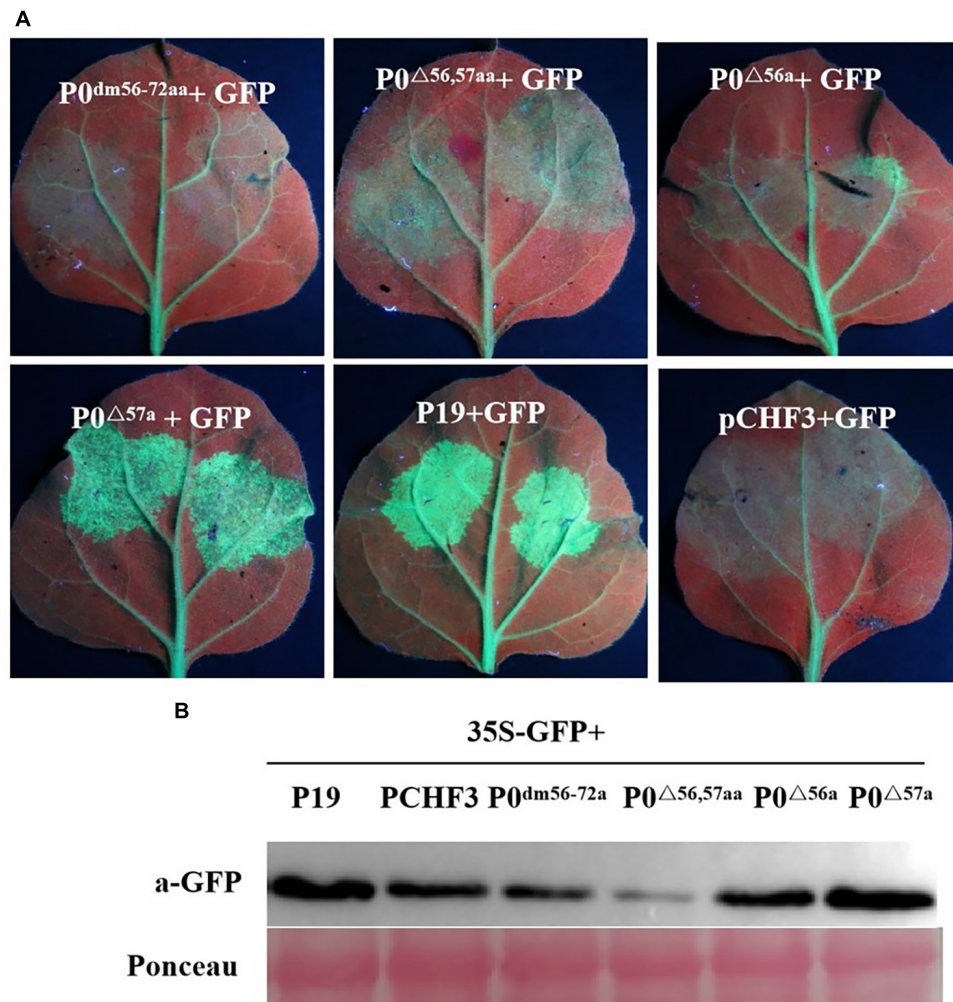 A
P0dm56-72aa+ GFP
P0△56,57aa+ GFP
P0△56a+ GFP
P0△57a + GFP
P19+GFP
pCHF3+GFP
B
35S-GFP+
P19 PCHF3 P0dm56-72a P0△56,57aa P0△56a P0△57a
a-GFP
Ponceau